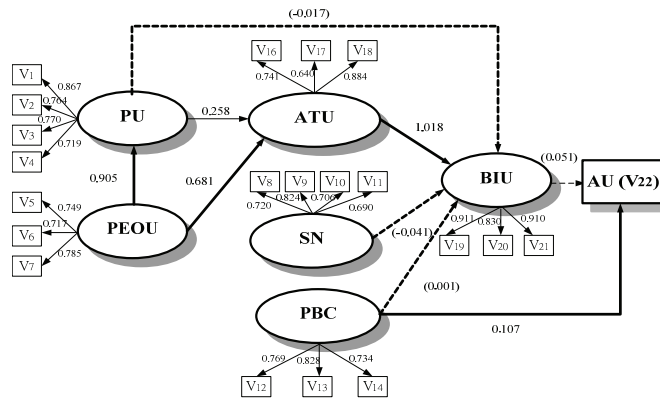 (-0.017)
V16 V17 V18
0.741 0.640 0.884
V1
0.867
V2
0.764
V3
0.770
V4
0.719
PU
0.258
ATU
1.018
0.905
0.681
(0.051)
AU (V22)
BIU
V5
0.749
V6
0.717
V7
0.785
PEOU
V8 V9 V10 V11
0.720 0.824 0.706 0.690
SN
(-0.041)
0.911 0.830 0.910
V19 V20 V21
(0.001)
PBC
0.107
0.769 0.828 0.734
V12 V13 V14